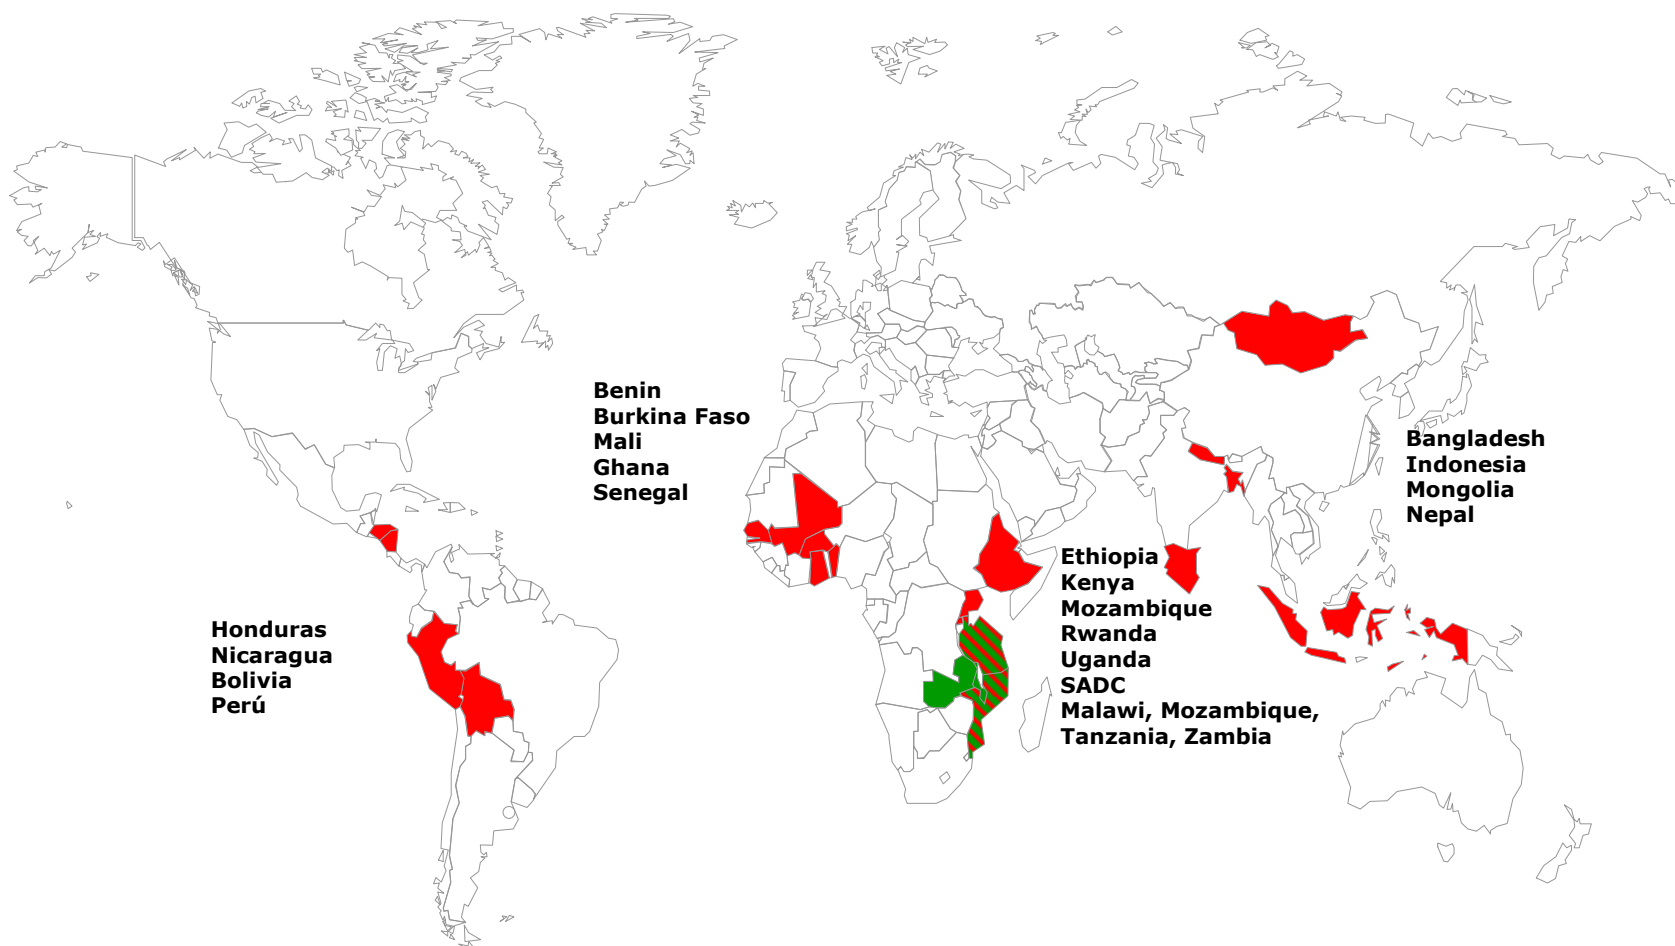 Benin
Burkina Faso
Mali
Ghana
Senegal
Bangladesh
Indonesia
Mongolia
Nepal
Ethiopia
Kenya
Mozambique
Rwanda
Uganda
SADC
Malawi, Mozambique,
Tanzania, Zambia
Honduras
Nicaragua
Bolivia
Perú